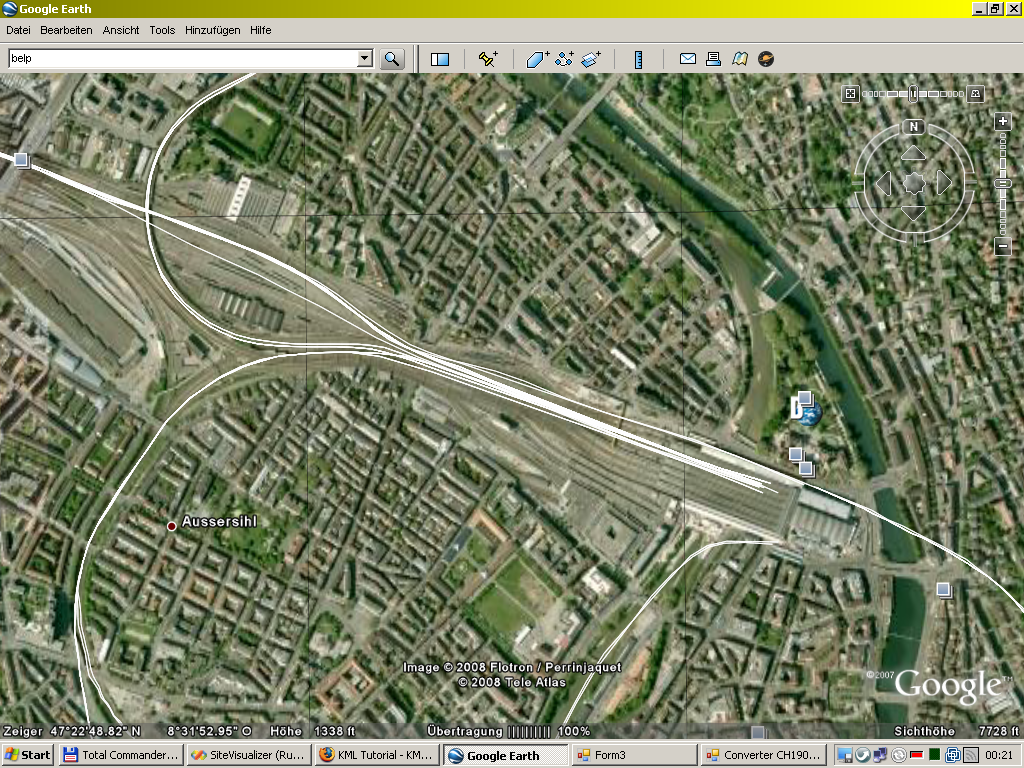 Google Earth
Datei Bearbeiten Ansicht Tools Hinzufügen Hilfe
belp
N
Aussersihl
Image © 2008 Flotron / Perrinjaquet
© 2008 Tele Atlas
©2007 Google™
Zeiger 47°22'48.82" N 8°31'52.95" O Höhe 1338 ft Übertragung 100% Sichthöhe 7728 ft
Start Total Commander... SiteVisualizer (Ru... KML Tutorial - KM... Google Earth Form3 Converter CH190... 00:21